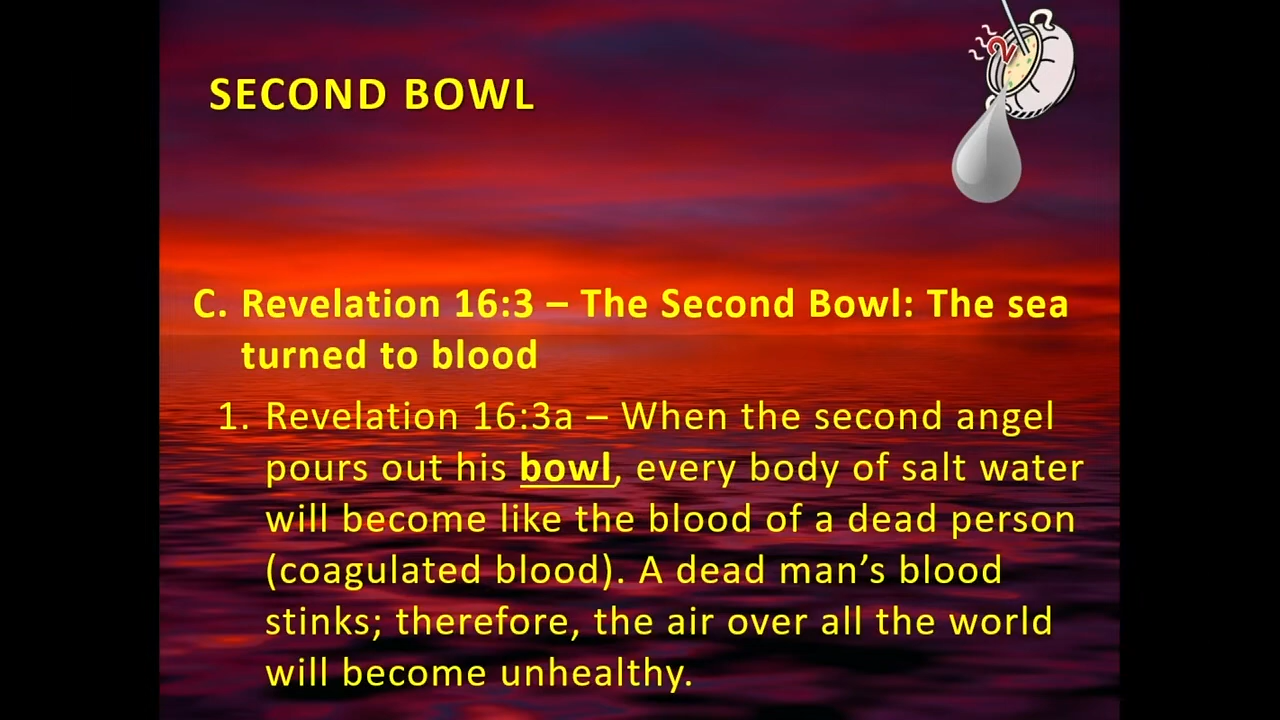 SECOND BOWL
2
C. Revelation 16:3 – The Second Bowl: The sea
turned to blood
1. Revelation 16:3a – When the second angel
pours out his bowl, every body of salt water
will become like the blood of a dead person
(coagulated blood). A dead man’s blood
stinks; therefore, the air over all the world
will become unhealthy.